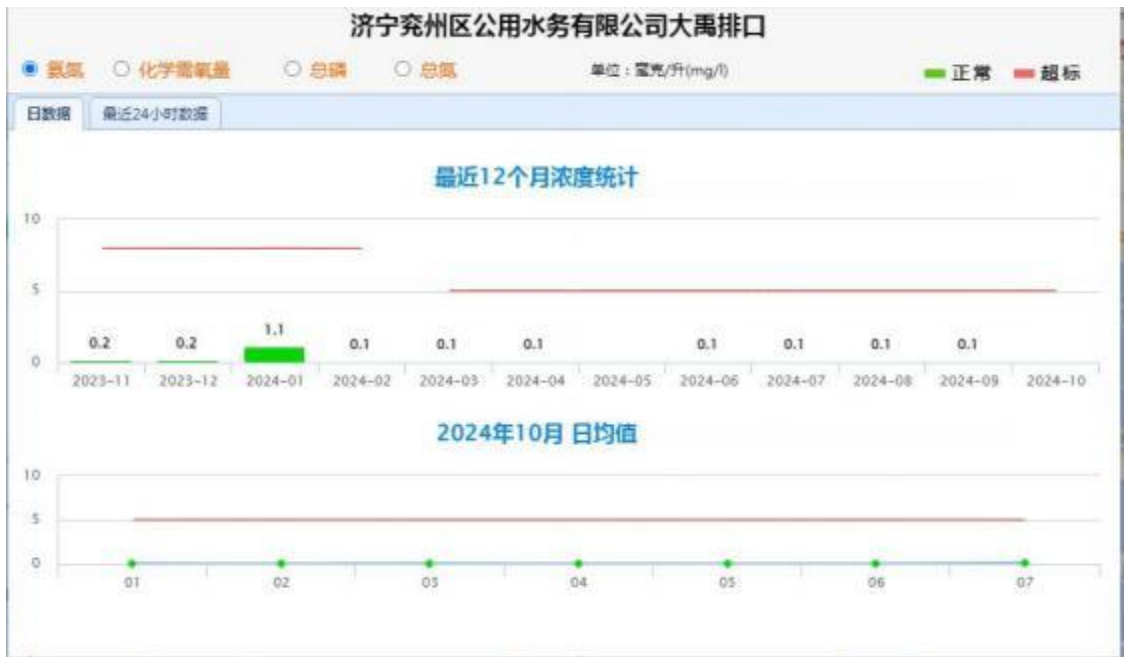 济宁兖州区公用水务有限公司大禹排口
氨氮 化学需氧量 总磷 总氮 单位：毫克/升(mg/l) 正常 超标
日数据 最近24小时数据
最近12个月浓度统计
10
5
0
0.2 0.2 1.1 0.1 0.1 0.1 0.1 0.1 0.1 0.1
2023-11 2023-12 2024-01 2024-02 2024-03 2024-04 2024-05 2024-06 2024-07 2024-08 2024-09 2024-10
2024年10月 日均值
10
5
0
01 02 03 04 05 06 07